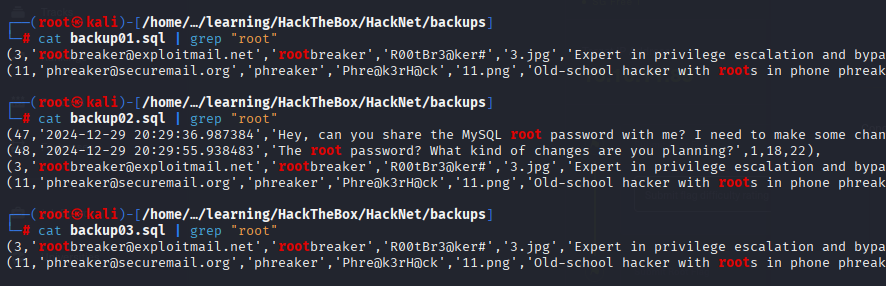 ┌──(root㉿kali)-[/home/…/learning/HackTheBox/HackNet/backups]
└─# cat backup01.sql | grep "root"
(3,'rootbreaker@exploitmail.net','rootbreaker','R00tBr3@ker#','3.jpg','Expert in privilege escalation and bypa
(11,'phreaker@securemail.org','phreaker','Phre@k3rH@ck','11.png','Old-school hacker with roots in phone phreak
┌──(root㉿kali)-[/home/…/learning/HackTheBox/HackNet/backups]
└─# cat backup02.sql | grep "root"
(47,'2024-12-29 20:29:36.987384','Hey, can you share the MySQL root password with me? I need to make some chan
(48,'2024-12-29 20:29:55.938483','The root password? What kind of changes are you planning?',1,18,22),
(3,'rootbreaker@exploitmail.net','rootbreaker','R00tBr3@ker#','3.jpg','Expert in privilege escalation and bypa
(11,'phreaker@securemail.org','phreaker','Phre@k3rH@ck','11.png','Old-school hacker with roots in phone phreak
┌──(root㉿kali)-[/home/…/learning/HackTheBox/HackNet/backups]
└─# cat backup03.sql | grep "root"
(3,'rootbreaker@exploitmail.net','rootbreaker','R00tBr3@ker#','3.jpg','Expert in privilege escalation and bypa
(11,'phreaker@securemail.org','phreaker','Phre@k3rH@ck','11.png','Old-school hacker with roots in phone phreak